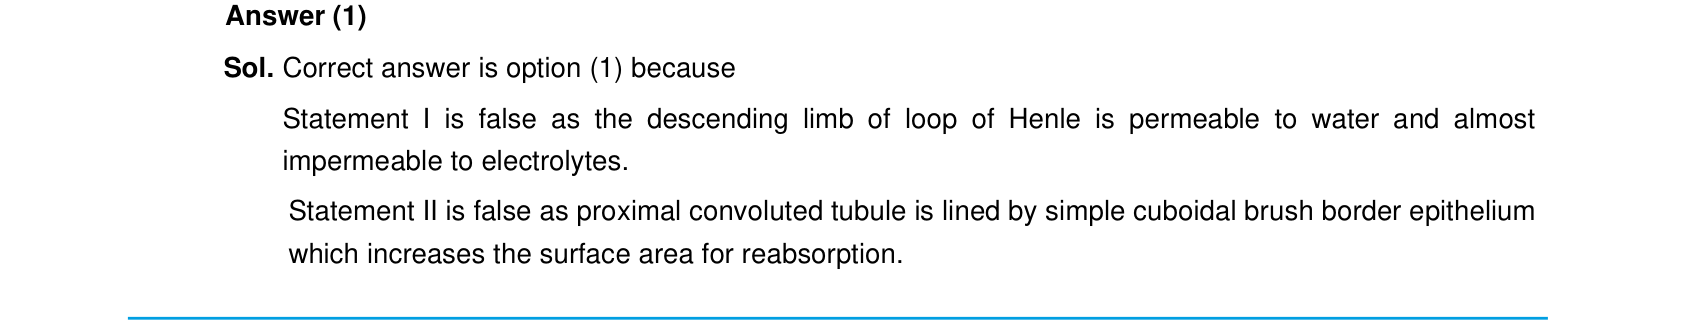 Answer (1)
Sol. Correct answer is option (1) because
Statement I is false as the descending limb of loop of Henle is permeable to water and almost
impermeable to electrolytes.
Statement II is false as proximal convoluted tubule is lined by simple cuboidal brush border epithelium
which increases the surface area for reabsorption.